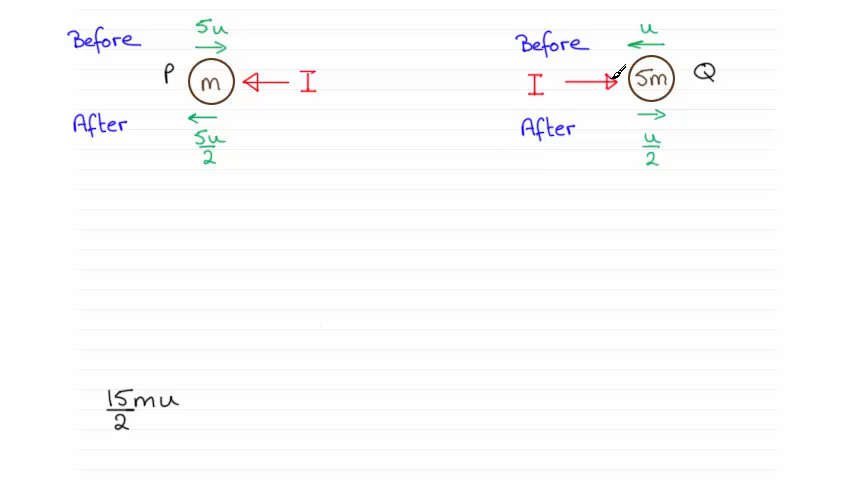 Before
5u
P
m
I
After
5u/2
Before
u
I
5m
Q
After
u/2
15/2 mu